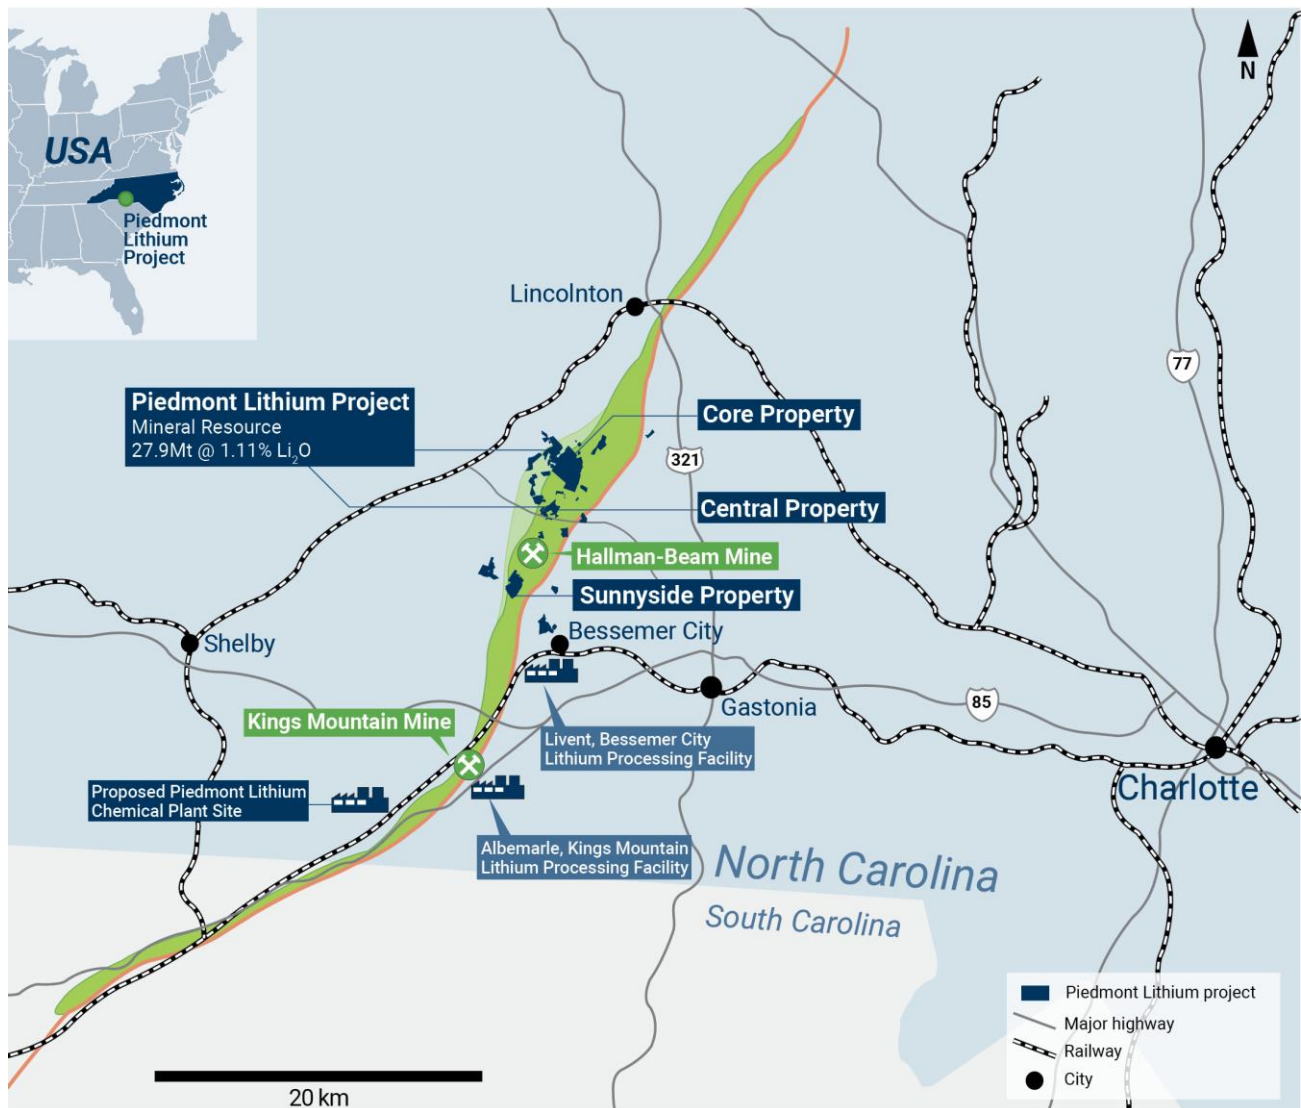 N
USA
Piedmont
Lithium
Project
Lincolnton
77
Piedmont Lithium Project
Mineral Resource
27.9Mt @ 1.11% Li₂O
Core Property
321
Central Property
Hallman-Beam Mine
Sunnyside Property
Bessemer City
Shelby
Gastonia
85
Kings Mountain Mine
Livent, Bessemer City
Lithium Processing Facility
Proposed Piedmont Lithium
Chemical Plant Site
Charlotte
Albemarle, Kings Mountain
Lithium Processing Facility
North Carolina
South Carolina
Piedmont Lithium project
Major highway
Railway
City
20 km